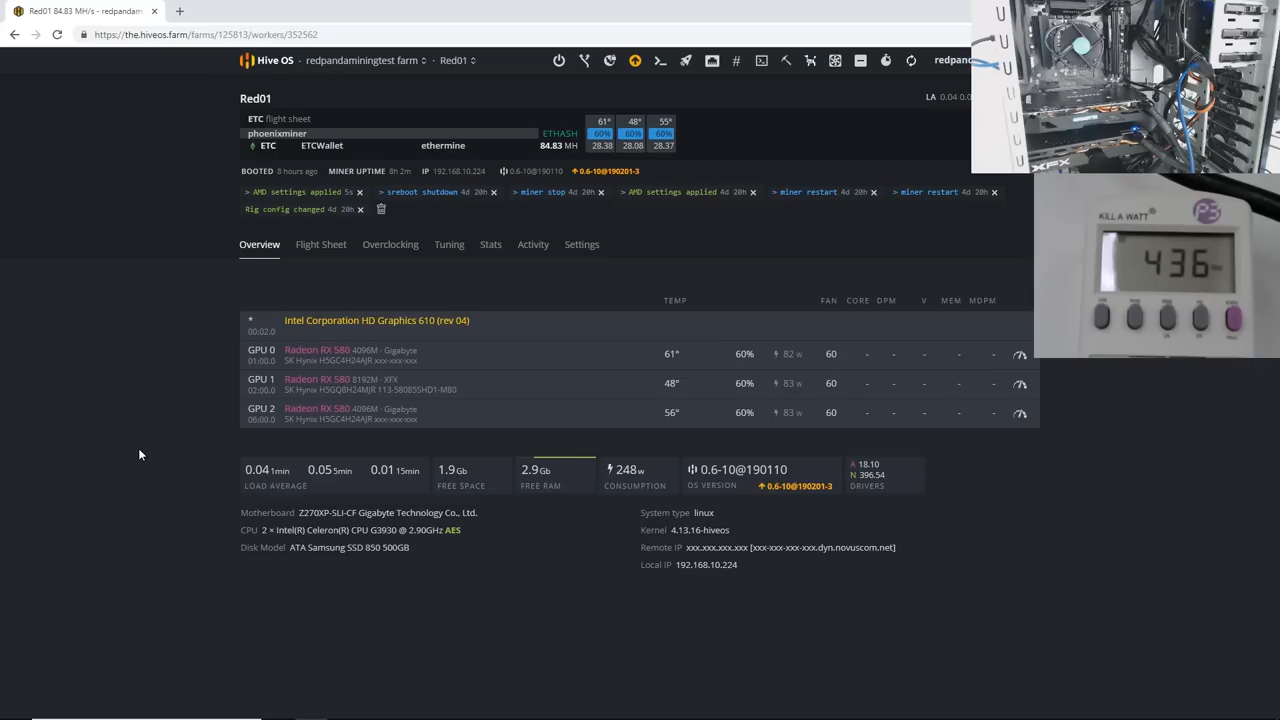 Red01 84.83 MH/s - redpandam
https://the.hiveos.farm/farms/125813/workers/352562
Hive OS · redpandaminingtest farm · Red01
redpand
Red01
LA 0.04 0.0
ETC flight sheet
61° 48° 55°
phoenixminer ETHASH 60% 60% 60%
ETC ETCWallet ethermine 84.83 MH 28.38 28.08 28.37
BOOTED 8 hours ago MINER UPTIME 8h 2m IP 192.168.10.224 0.6-10@190110 0.6-10@190201-3
> AMD settings applied 5s > sreboot shutdown 4d 20h > miner stop 4d 20h > AMD settings applied 4d 20h > miner restart 4d 20h > miner restart 4d 20h
Rig config changed 4d 20h
Overview Flight Sheet Overclocking Tuning Stats Activity Settings
TEMP FAN CORE DPM V MEM MDPM
* Intel Corporation HD Graphics 610 (rev 04)
00:02.0
GPU 0 Radeon RX 580 4096M · Gigabyte 61° 60% 82 w 60 - - - - -
01:00.0 SK Hynix H5GC4H24AJR xxx-xxx-xxx
GPU 1 Radeon RX 580 8192M · XFX 48° 60% 83 w 60 - - - - -
02:00.0 SK Hynix H5GQ8H24MJR 113-58085SHD1-M80
GPU 2 Radeon RX 580 4096M · Gigabyte 56° 60% 83 w 60 - - - - -
06:00.0 SK Hynix H5GC4H24AJR xxx-xxx-xxx
0.04 1min 0.05 5min 0.01 15min 1.9 Gb 2.9 Gb 248 w 0.6-10@190110 A 18.10
N 396.54
LOAD AVERAGE FREE SPACE FREE RAM CONSUMPTION OS VERSION 0.6-10@190201-3 DRIVERS
Motherboard Z270XP-SLI-CF Gigabyte Technology Co., Ltd.
CPU 2 × Intel(R) Celeron(R) CPU G3930 @ 2.90GHz AES
Disk Model ATA Samsung SSD 850 500GB
System type linux
Kernel 4.13.16-hiveos
Remote IP xxx.xxx.xxx.xxx [xxx-xxx-xxx-xxx.dyn.novuscom.net]
Local IP 192.168.10.224
GIGABYTE
XFX
KILL A WATT® P3
436